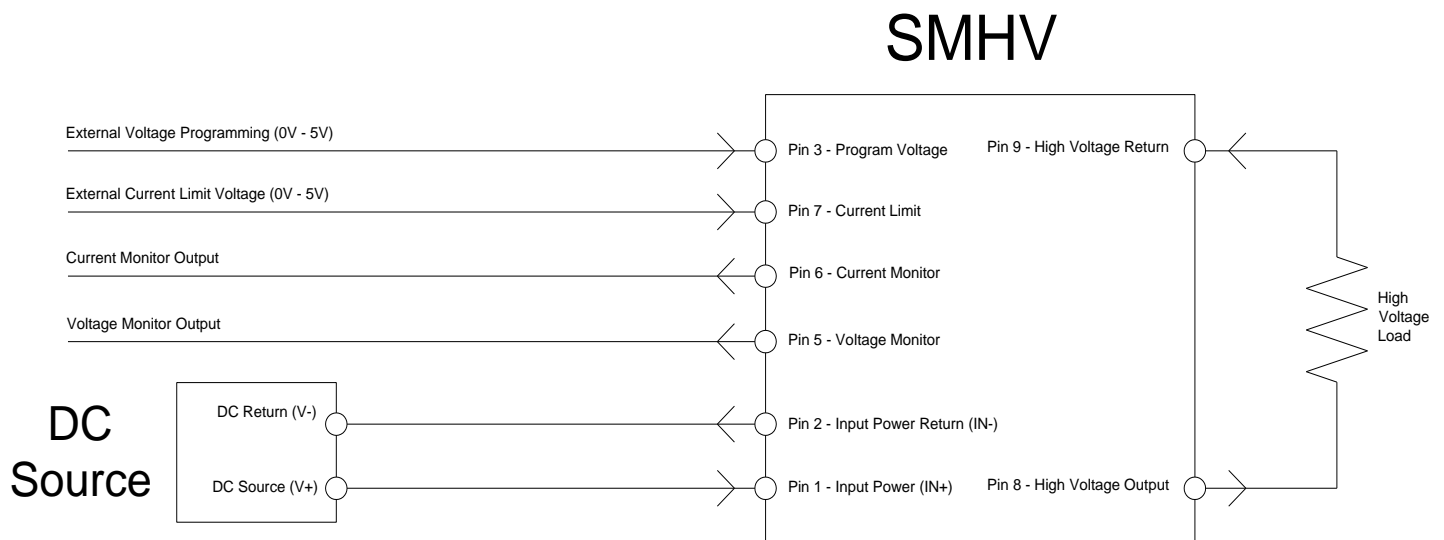 SMHV
External Voltage Programming (0V - 5V)
Pin 3 - Program Voltage
Pin 9 - High Voltage Return
External Current Limit Voltage (0V - 5V)
Pin 7 - Current Limit
Current Monitor Output
Pin 6 - Current Monitor
High
Voltage
Load
Voltage Monitor Output
Pin 5 - Voltage Monitor
DC
Source
DC Return (V-)
Pin 2 - Input Power Return (IN-)
DC Source (V+)
Pin 1 - Input Power (IN+)
Pin 8 - High Voltage Output